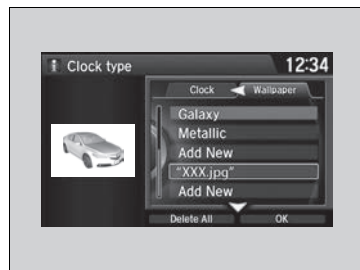 i Clock type 12:34
Clock Wallpaper
Galaxy
Metallic
Add New
"XXX.jpg"
Add New
Delete All OK